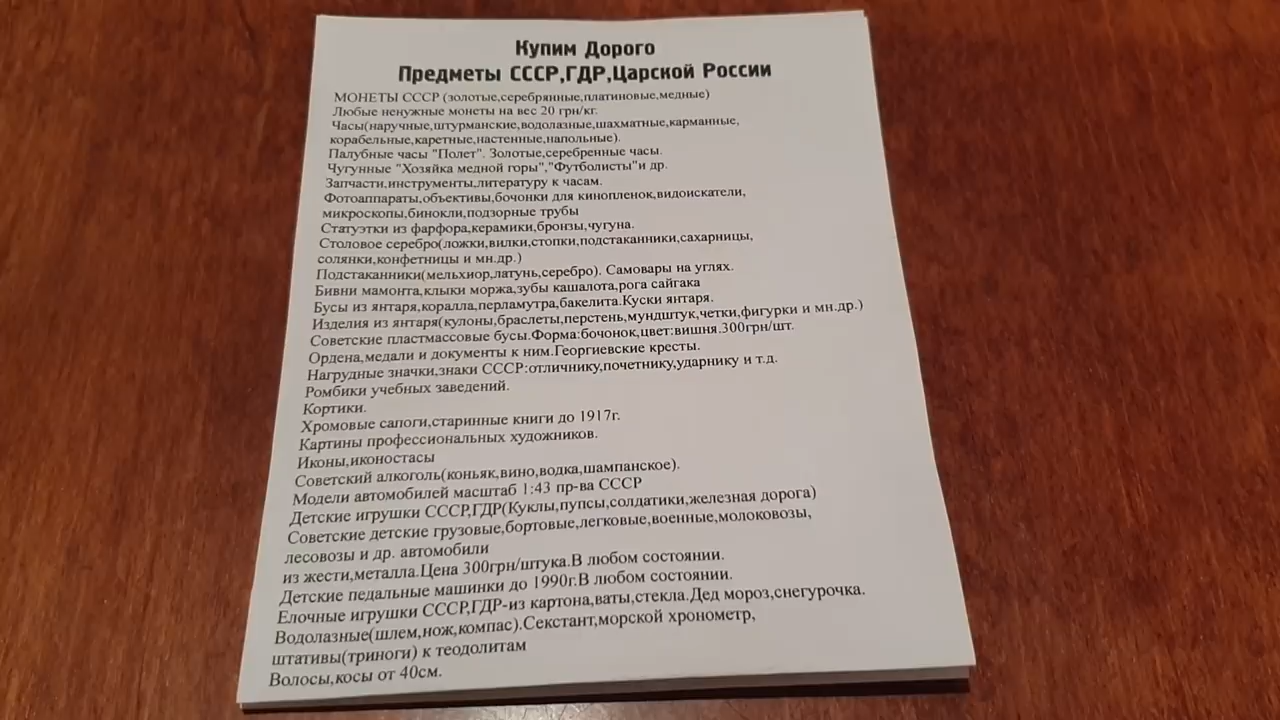 Купим Дорого
Предметы СССР,ГДР,Царской России
МОНЕТЫ СССР (золотые,серебрянные,платиновые,медные)
Любые ненужные монеты на вес 20 грн/кг.
Часы(наручные,штурманские,водолазные,шахматные,карманные,
корабельные,каретные,настенные,напольные).
Палубные часы "Полет". Золотые,серебренные часы.
Чугунные "Хозяйка медной горы","Футболисты"и др.
Запчасти,инструменты,литературу к часам.
Фотоаппараты,объективы,бочонки для кинопленок,видоискатели,
микроскопы,бинокли,подзорные трубы
Статуэтки из фарфора,керамики,бронзы,чугуна.
Столовое серебро(ложки,вилки,стопки,подстаканники,сахарницы,
солянки,конфетницы и мн.др.)
Подстаканники(мельхиор,латунь,серебро). Самовары на углях.
Бивни мамонта,клыки моржа,зубы кашалота,рога сайгака
Бусы из янтаря,коралла,перламутра,бакелита.Куски янтаря.
Изделия из янтаря(кулоны,браслеты,перстень,мундштук,четки,фигурки и мн.др.)
Советские пластмассовые бусы.Форма:бочонок,цвет:вишня.300грн/шт.
Ордена,медали и документы к ним.Георгиевские кресты.
Нагрудные значки,знаки СССР:отличнику,почетнику,ударнику и т.д.
Ромбики учебных заведений.
Кортики.
Хромовые сапоги,старинные книги до 1917г.
Картины профессиональных художников.
Иконы,иконостасы
Советский алкоголь(коньяк,вино,водка,шампанское).
Модели автомобилей масштаб 1:43 пр-ва СССР
Детские игрушки СССР,ГДР(Куклы,пупсы,солдатики,железная дорога)
Советские детские грузовые,бортовые,легковые,военные,молоковозы,
лесовозы и др. автомобили
из жести,металла.Цена 300грн/штука.В любом состоянии.
Детские педальные машинки до 1990г.В любом состоянии.
Елочные игрушки СССР,ГДР-из картона,ваты,стекла.Дед мороз,снегурочка.
Водолазные(шлем,нож,компас).Секстант,морской хронометр,
штативы(триноги) к теодолитам
Волосы,косы от 40см.